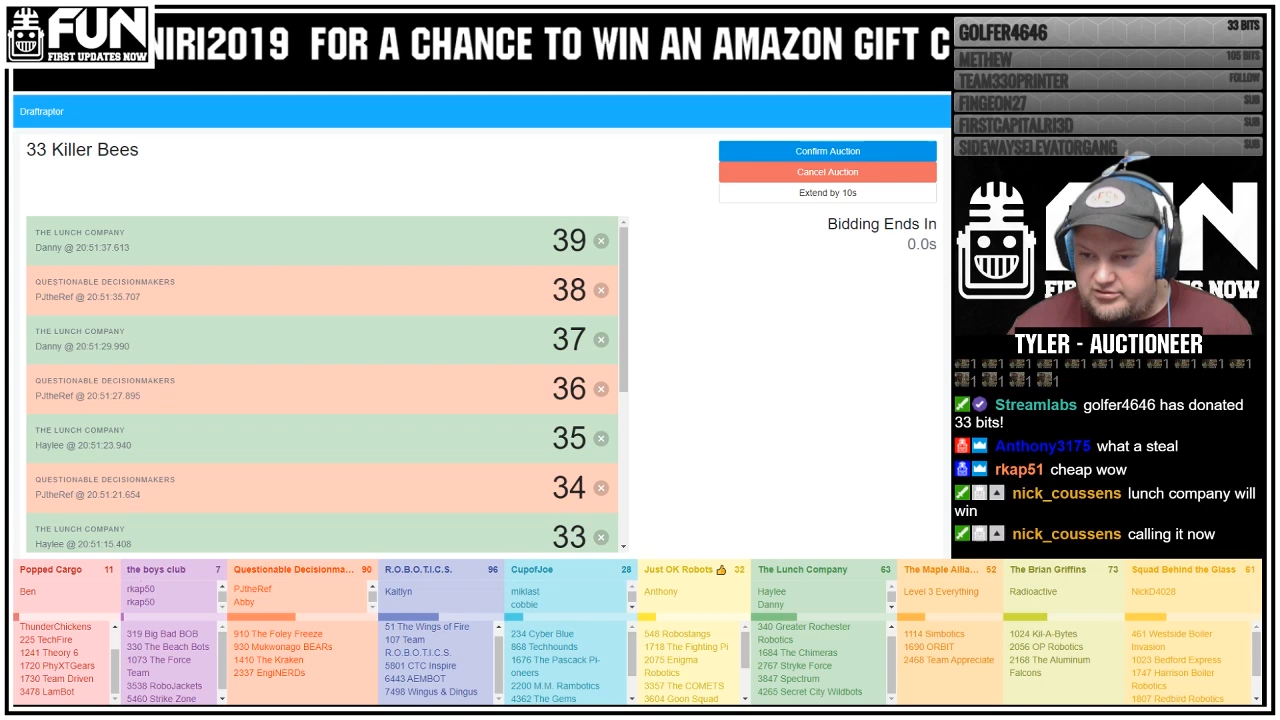 FUN
FIRST UPDATES NOW
NIRI2019 FOR A CHANCE TO WIN AN AMAZON GIFT C
GOLFER4646 33 BITS
METHEW 105 BITS
TEAM330PRINTER FOLLOW
FINGEON27 SUB
FIRSTCAPITALRI3D SUB
SIDEWAYSELEVATORGANG SUB
Draftraptor
33 Killer Bees
Confirm Auction
Cancel Auction
Extend by 10s
Bidding Ends In
0.0s
THE LUNCH COMPANY
Danny @ 20:51:37.613
39
QUESTIONABLE DECISIONMAKERS
PJtheRef @ 20:51:35.707
38
THE LUNCH COMPANY
Danny @ 20:51:29.990
37
QUESTIONABLE DECISIONMAKERS
PJtheRef @ 20:51:27.895
36
THE LUNCH COMPANY
Haylee @ 20:51:23.940
35
QUESTIONABLE DECISIONMAKERS
PJtheRef @ 20:51:21.654
34
THE LUNCH COMPANY
Haylee @ 20:51:15.408
33
NOW
TYLER - AUCTIONEER
Streamlabs golfer4646 has donated
33 bits!
Anthony3175 what a steal
rkap51 cheap wow
nick_coussens lunch company will
win
nick_coussens calling it now
Popped Cargo 11
Ben
ThunderChickens
225 TechFire
1241 Theory 6
1720 PhyXTGears
1730 Team Driven
3478 LamBot
the boys club 7
rkap50
rkap50
319 Big Bad BOB
330 The Beach Bots
1073 The Force
Team
3538 RoboJackets
5460 Strike Zone
Questionable Decisionma... 90
PJtheRef
Abby
910 The Foley Freeze
930 Mukwonago BEARs
1410 The Kraken
2337 EngiNERDs
R.O.B.O.T.I.C.S. 96
Kaitlyn
51 The Wings of Fire
107 Team
R.O.B.O.T.I.C.S.
5801 CTC Inspire
6443 AEMBOT
7498 Wingus & Dingus
CupofJoe 28
miklast
cobbie
234 Cyber Blue
868 Techhounds
1676 The Pascack Pi-
oneers
2200 M.M. Rambotics
4362 The Gems
Just OK Robots 👍 32
Anthony
548 Robostangs
1718 The Fighting Pi
2075 Enigma
Robotics
3357 The COMETS
3604 Goon Squad
The Lunch Company 63
Haylee
Danny
340 Greater Rochester
Robotics
1684 The Chimeras
2767 Stryke Force
3847 Spectrum
4265 Secret City Wildbots
The Maple Allia... 52
Level 3 Everything
1114 Simbotics
1690 ORBIT
2468 Team Appreciate
The Brian Griffins 73
Radioactive
1024 Kil-A-Bytes
2056 OP Robotics
2168 The Aluminum
Falcons
Squad Behind the Glass 61
NickD4028
461 Westside Boiler
Invasion
1023 Bedford Express
1747 Harrison Boiler
Robotics
1807 Redbird Robotics